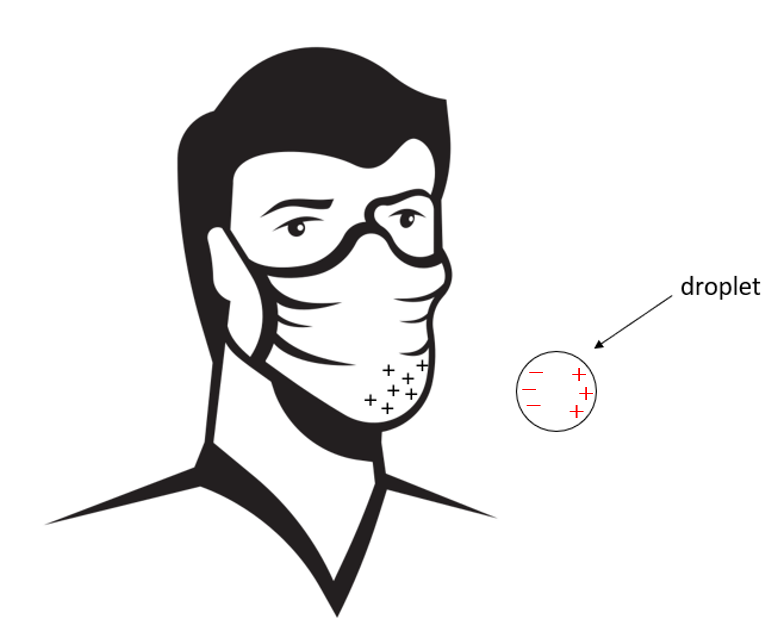 droplet
+ + + + + + + +
− +
− +
− +